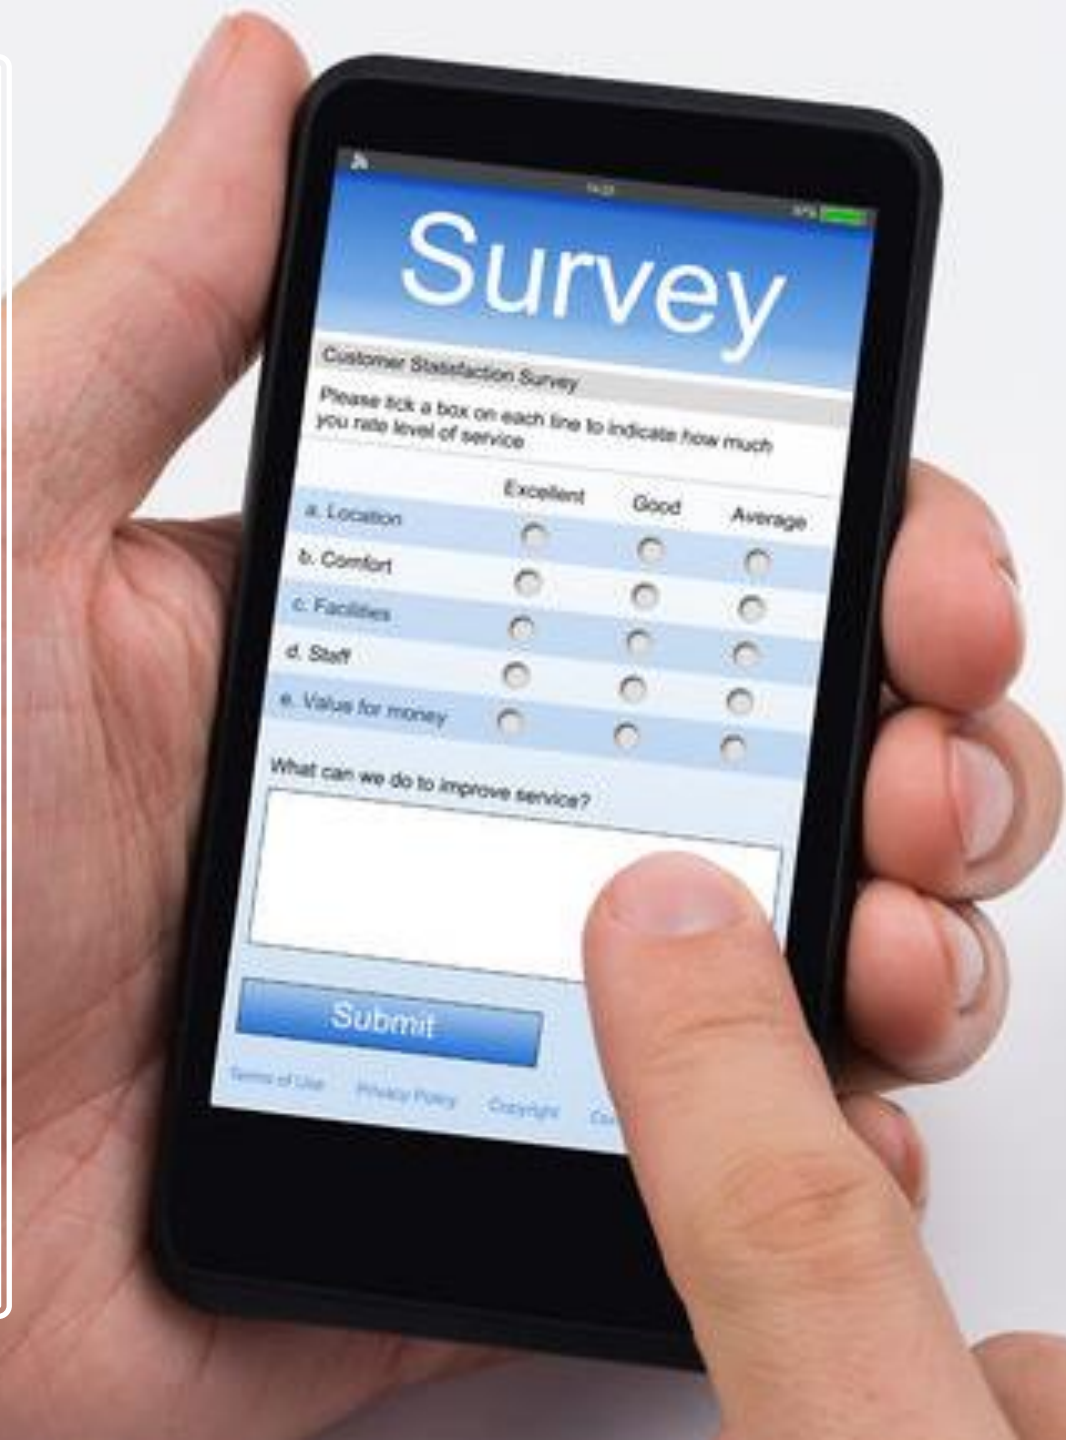 Survey
Customer Statisfaction Survey
Please tick a box on each line to indicate how much
you rate level of service
Excellent Good Average
a. Location
b. Comfort
c. Facilities
d. Staff
e. Value for money
What can we do to improve service?
Submit
Terms of Use Privacy Policy Copyright